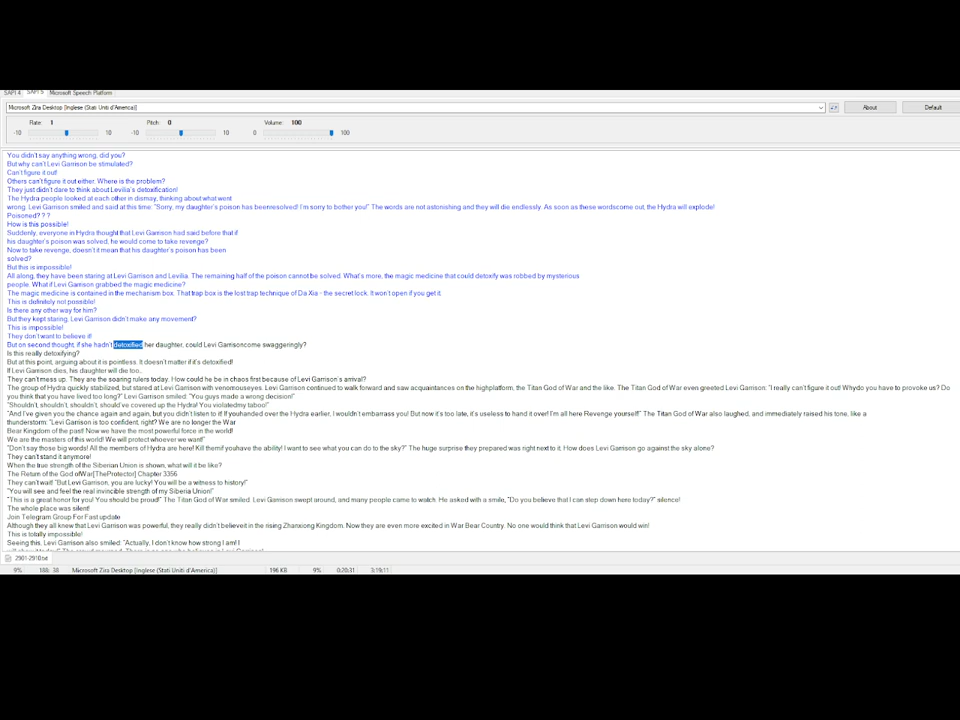 SAPI 4 SAPI 5 Microsoft Speech Platform
Microsoft Zira Desktop [Inglese (Stati Uniti d'America)]
About Default
Rate: 1 Pitch: 0 Volume: 100
-10 10 -10 10 0 100
You didn't say anything wrong, did you?
But why can't Levi Garrison be stimulated?
Can't figure it out!
Others can't figure it out either. Where is the problem?
They just didn't dare to think about Levilia's detoxification!
The Hydra people looked at each other in dismay, thinking about what went
wrong. Levi Garrison smiled and said at this time: "Sorry, my daughter's poison has beenresolved! I'm sorry to bother you!" The words are not astonishing and they will die endlessly. As soon as these wordscome out, the Hydra will explode!
Poisoned? ? ?
How is this possible!
Suddenly, everyone in Hydra thought that Levi Garrison had said before that if
his daughter's poison was solved, he would come to take revenge?
Now to take revenge, doesn't it mean that his daughter's poison has been
solved?
But this is impossible!
All along, they have been staring at Levi Garrison and Levilia. The remaining half of the poison cannot be solved. What's more, the magic medicine that could detoxify was robbed by mysterious
people. What if Levi Garrison grabbed the magic medicine?
The magic medicine is contained in the mechanism box. That trap box is the lost trap technique of Da Xia - the secret lock. It won't open if you get it.
This is definitely not possible!
Is there any other way for him?
But they kept staring, Levi Garrison didn't make any movement?
This is impossible!
They don't want to believe it!
But on second thought, if she hadn't detoxified her daughter, could Levi Garrisoncome swaggeringly?
Is this really detoxifying?
But at this point, arguing about it is pointless. It doesn't matter if it's detoxified!
If Levi Garrison dies, his daughter will die too..
They can't mess up. They are the soaring rulers today. How could he be in chaos first because of Levi Garrison's arrival?
The group of Hydra quickly stabilized, but stared at Levi Garrison with venomouseyes. Levi Garrison continued to walk forward and saw acquaintances on the highplatform, the Titan God of War and the like. The Titan God of War even greeted Levi Garrison: "I really can't figure it out! Whydo you have to provoke us? Do
you think that you have lived too long?" Levi Garrison smiled: "You guys made a wrong decision!"
"Shouldn't, shouldn't, shouldn't, should've covered up the Hydra! You violatedmy taboo!"
"And I've given you the chance again and again, but you didn't listen to it! If youhanded over the Hydra earlier, I wouldn't embarrass you! But now it's too late, it's useless to hand it over! I'm all here Revenge yourself!" The Titan God of War also laughed, and immediately raised his tone, like a
thunderstorm: "Levi Garrison is too confident, right? We are no longer the War
Bear Kingdom of the past! Now we have the most powerful force in the world!
We are the masters of this world! We will protect whoever we want!"
"Don't say those big words! All the members of Hydra are here! Kill themif youhave the ability! I want to see what you can do to the sky?" The huge surprise they prepared was right next to it. How does Levi Garrison go against the sky alone?
They can't stand it anymore!
When the true strength of the Siberian Union is shown, what will it be like?
The Return of the God ofWar[TheProtector] Chapter 3356
They can't wait! "But Levi Garrison, you are lucky! You will be a witness to history!"
"You will see and feel the real invincible strength of my Siberia Union!"
"This is a great honor for you! You should be proud!" The Titan God of War smiled. Levi Garrison swept around, and many people came to watch. He asked with a smile, "Do you believe that I can step down here today?" silence!
The whole place was silent!
Join Telegram Group For Fast update
Although they all knew that Levi Garrison was powerful, they really didn't believeit in the rising Zhanxiong Kingdom. Now they are even more excited in War Bear Country. No one would think that Levi Garrison would win!
This is totally impossible!
Seeing this, Levi Garrison also smiled: "Actually, I don't know how strong I am! I
2901-2910.txt
9% 188: 38 Microsoft Zira Desktop [Inglese (Stati Uniti d'America)] 196 KB 9% 0:20:31 3:19:11